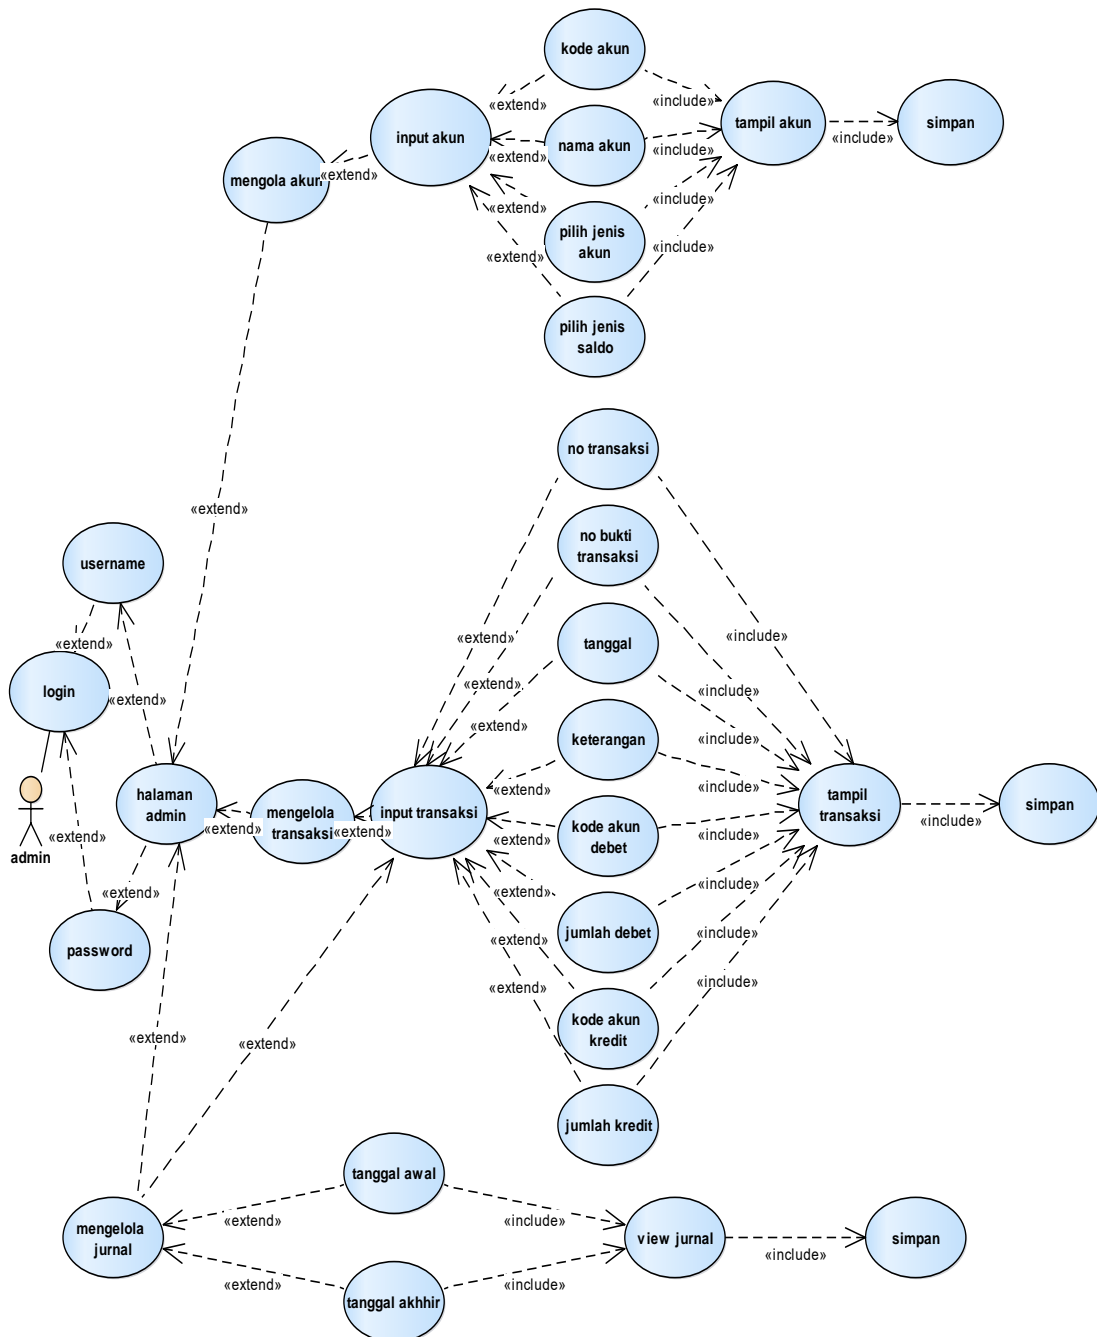 kode akun
«extend»
«include»
input akun
nama akun
tampil akun
«include»
simpan
«extend»
«include»
mengola akun
«extend»
pilih jenis
akun
«extend»
«include»
«extend»
«include»
pilih jenis
saldo
no transaksi
«extend»
no bukti
transaksi
username
«extend»
«include»
tanggal
«extend»
login
«extend»
«extend»
«include»
«extend»
keterangan
«include»
«extend»
«include»
halaman
admin
mengelola
transaksi
input transaksi
tampil
transaksi
simpan
«extend»
«extend»
kode akun
debet
«include»
«include»
«extend»
admin
«extend»
«extend»
«include»
«extend»
jumlah debet
«include»
password
«extend»
«include»
«extend»
kode akun
kredit
«extend»
«extend»
jumlah kredit
tanggal awal
«extend»
«include»
mengelola
jurnal
view jurnal
«include»
simpan
«extend»
«include»
tanggal akhhir